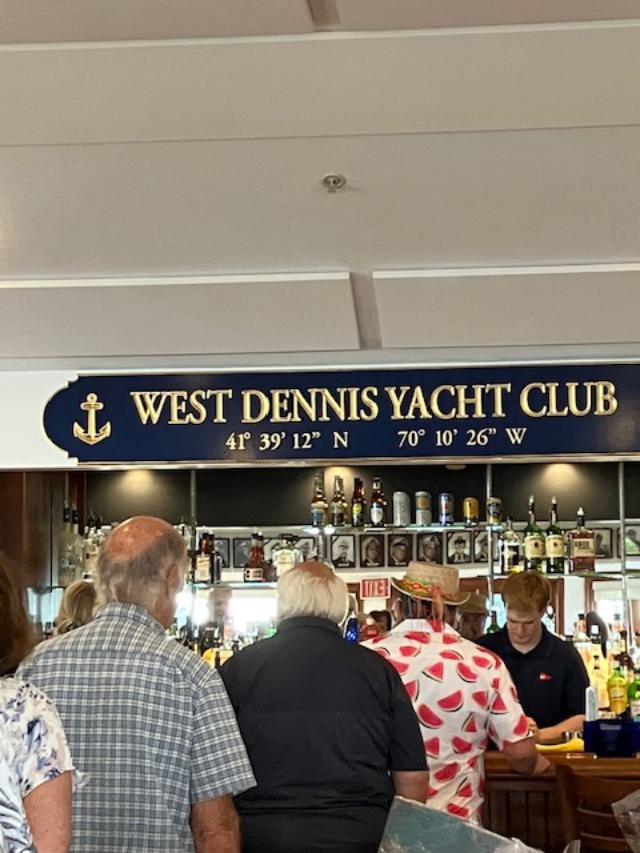 WEST DENNIS YACHT CLUB
41° 39' 12" N 70° 10' 26" W